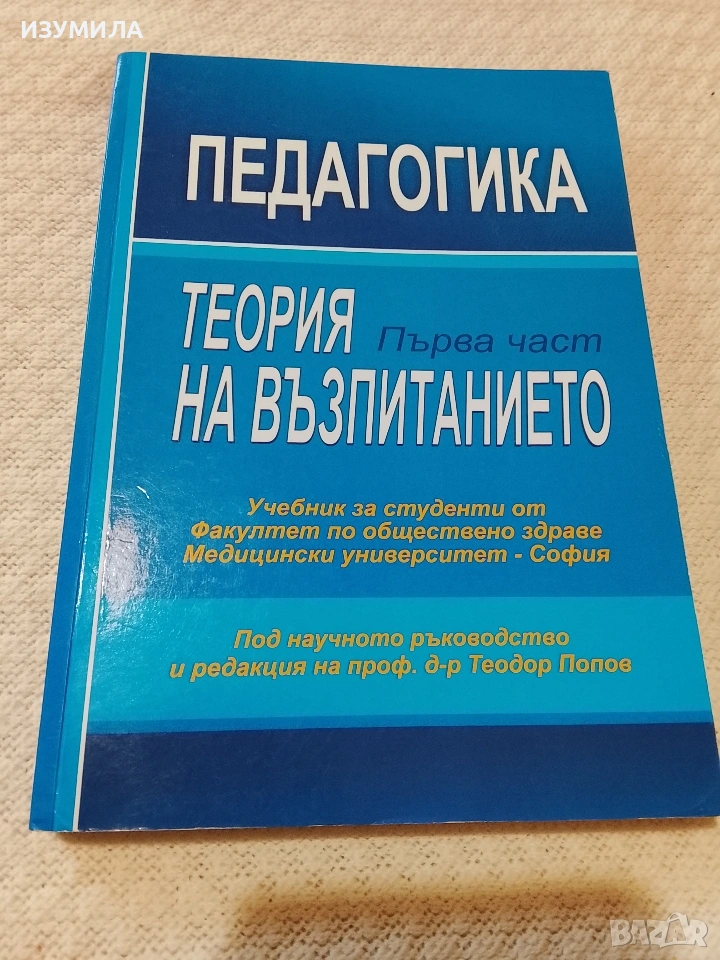 ИЗУМИЛА
ПЕДАГОГИКА
ТЕОРИЯ
Първа част
НА ВЪЗПИТАНИЕТО
Учебник за студенти от
Факултет по обществено здраве
Медицински университет - София
Под научното ръководство
и редакция на проф. д-р Теодор Попов
BAZAR